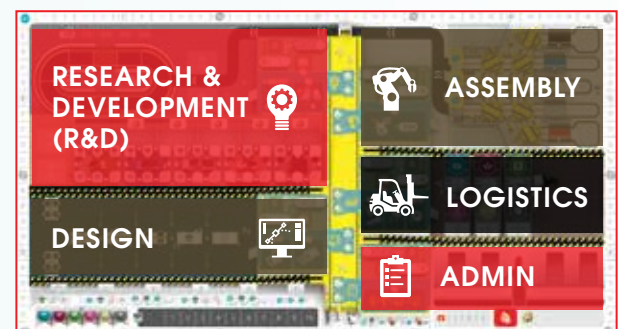 RESEARCH &
DEVELOPMENT
(R&D)
DESIGN
ASSEMBLY
LOGISTICS
ADMIN